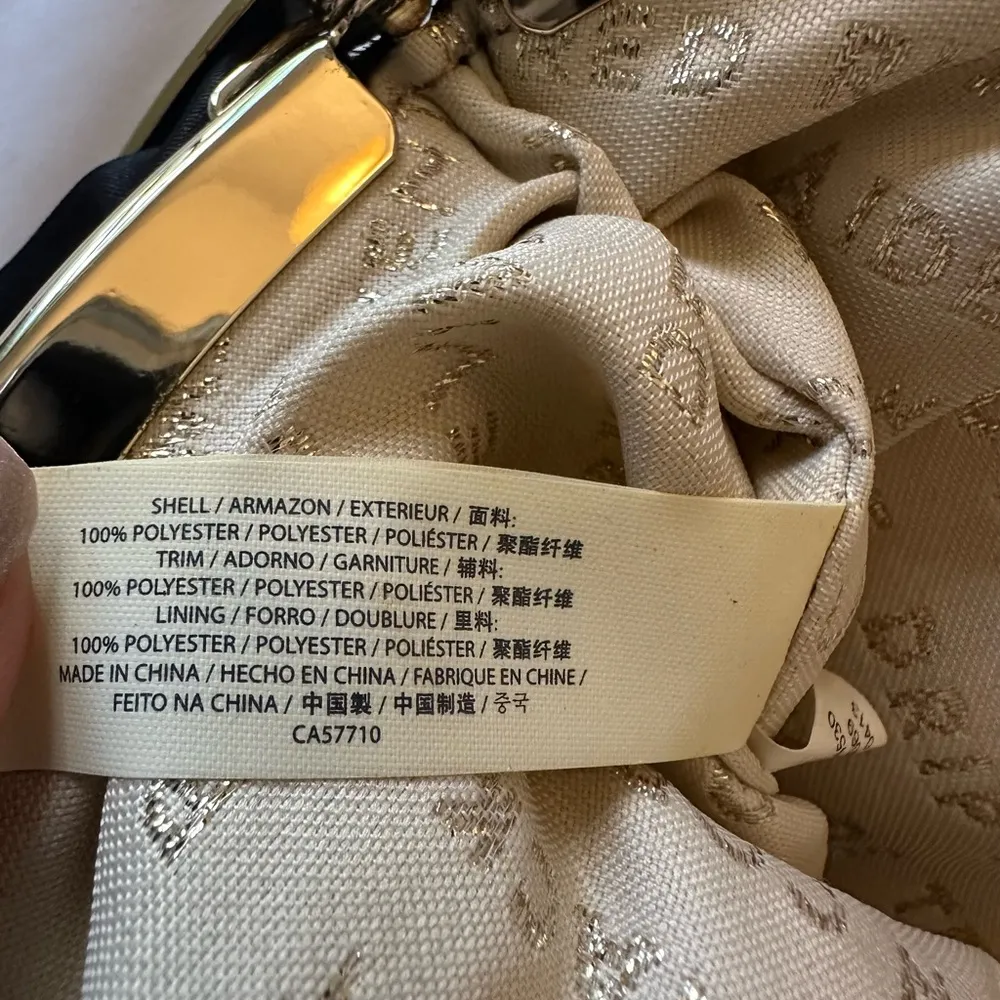 SHELL / ARMAZON / EXTERIEUR / 面料:
100% POLYESTER / POLYESTER / POLIÉSTER / 聚酯纤维
TRIM / ADORNO / GARNITURE / 辅料:
100% POLYESTER / POLYESTER / POLIÉSTER / 聚酯纤维
LINING / FORRO / DOUBLURE / 里料:
100% POLYESTER / POLYESTER / POLIÉSTER / 聚酯纤维
MADE IN CHINA / HECHO EN CHINA / FABRIQUE EN CHINE /
FEITO NA CHINA / 中国製 / 中国制造 / 중국
CA57710